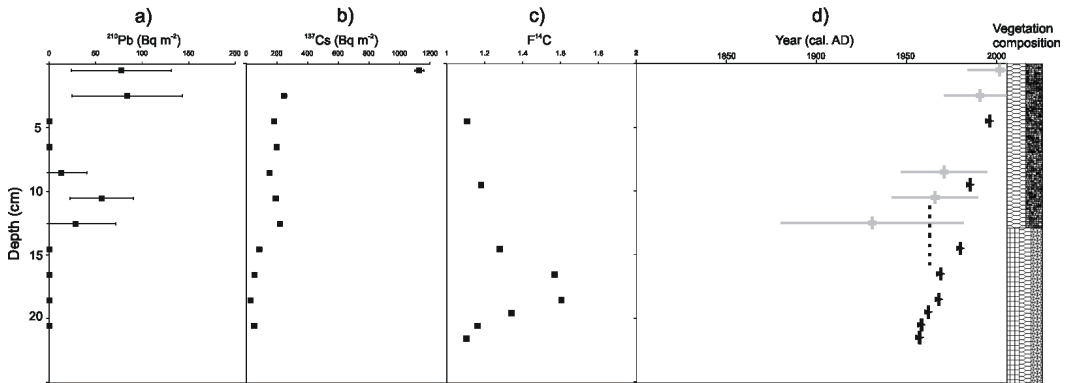 a)
b)
c)
d)
²¹⁰Pb (Bq m⁻²)
¹³⁷Cs (Bq m⁻²)
F¹⁴C
Year (cal. AD)
Vegetation
composition
0 50 100 150 200
0 200 400 600 800 1000 1200
1 1.2 1.4 1.6 1.8 2
1850 1900 1950 2000
Depth (cm)
5
10
15
20